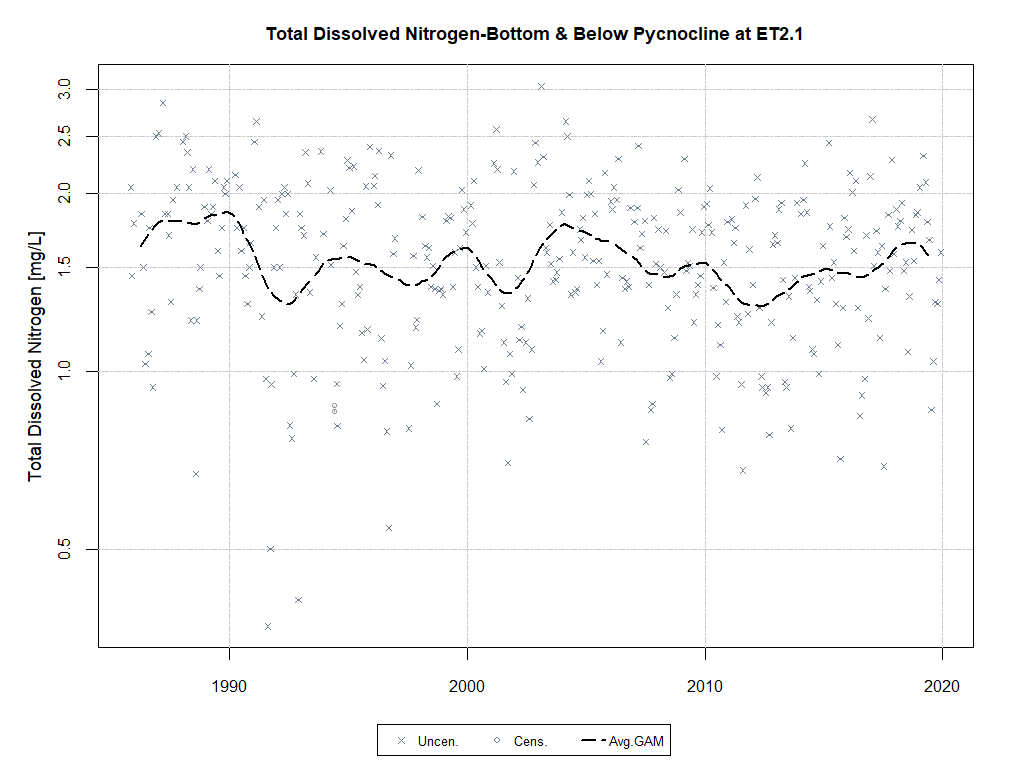 Total Dissolved Nitrogen-Bottom & Below Pycnocline at ET2.1
Total Dissolved Nitrogen [mg/L]
3.0
2.5
2.0
1.5
1.0
0.5
1990 2000 2010 2020
Uncen. Cens. Avg.GAM